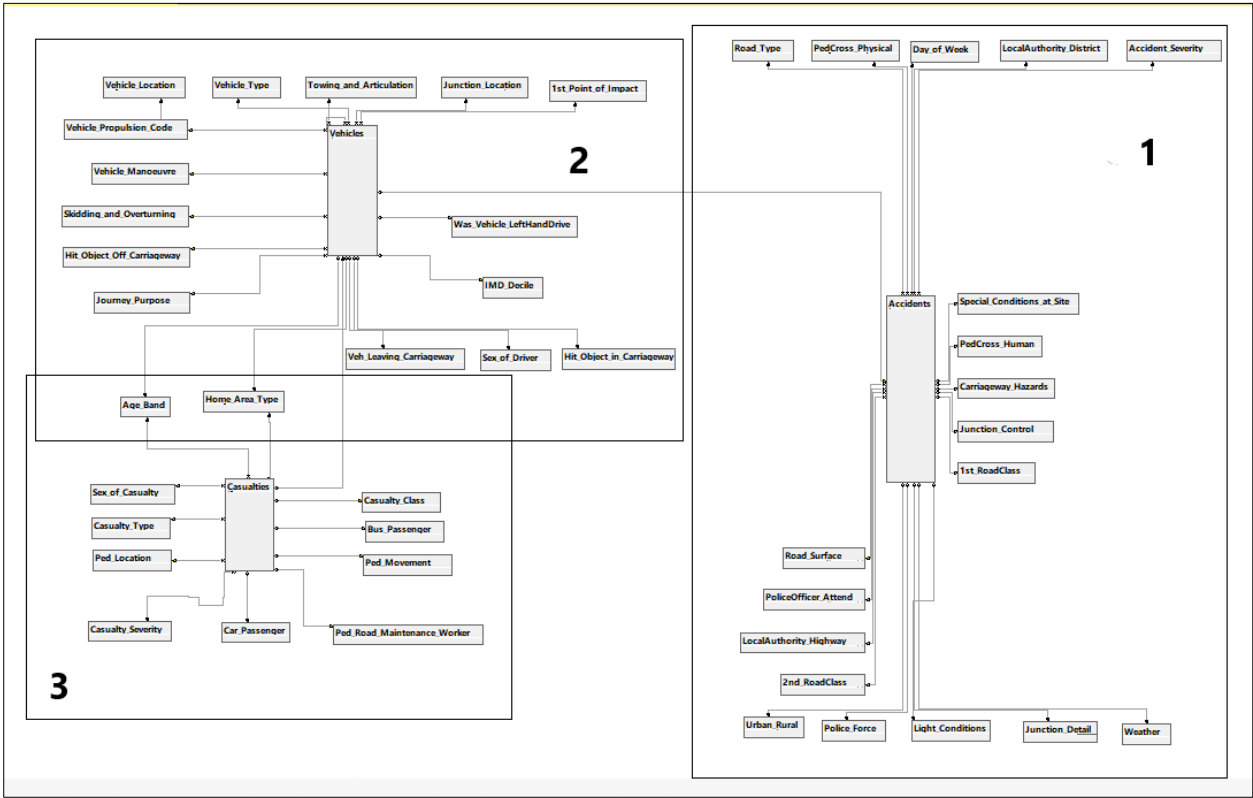 Road_Type
PedCross_Physical
Day_of_Week
LocalAuthority_District
Accident_Severity
Vehicle_Location
Vehicle_Type
Towing_and_Articulation
Junction_Location
1st_Point_of_Impact
Vehicle_Propulsion_Code
Vehicles
2
1
Vehicle_Manoeuvre
Skidding_and_Overturning
Was_Vehicle_LeftHandDrive
Hit_Object_Off_Carriageway
IMD_Decile
Journey_Purpose
Accidents
Special_Conditions_at_Site
PedCross_Human
Veh_Leaving_Carriageway
Sex_of_Driver
Hit_Object_in_Carriageway
Carriageway_Hazards
Age_Band
Home_Area_Type
Junction_Control
1st_RoadClass
Sex_of_Casualty
Casualties
Casualty_Class
Casualty_Type
Bus_Passenger
Ped_Location
Ped_Movement
Road_Surface
PoliceOfficer_Attend
Casualty_Severity
Car_Passenger
Ped_Road_Maintenance_Worker
LocalAuthority_Highway
3
2nd_RoadClass
Urban_Rural
Police_Force
Light_Conditions
Junction_Detail
Weather